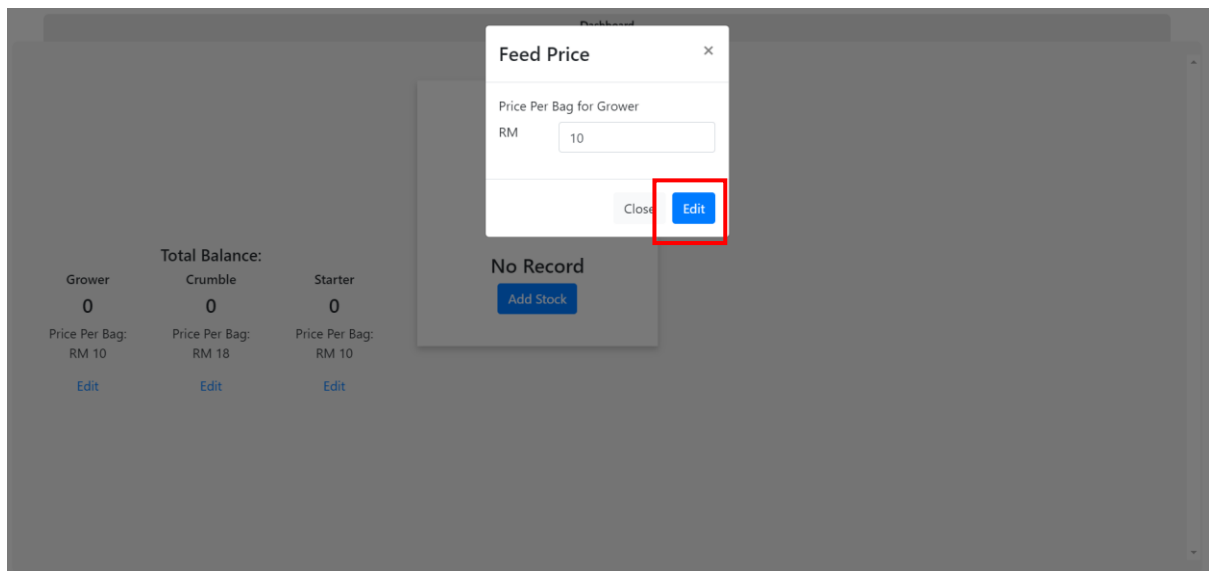 Dashboard
Feed Price
×
Price Per Bag for Grower
RM
10
Close
Edit
Total Balance:
Grower
Crumble
Starter
0
0
0
Price Per Bag:
RM 10
Price Per Bag:
RM 18
Price Per Bag:
RM 10
Edit
Edit
Edit
No Record
Add Stock